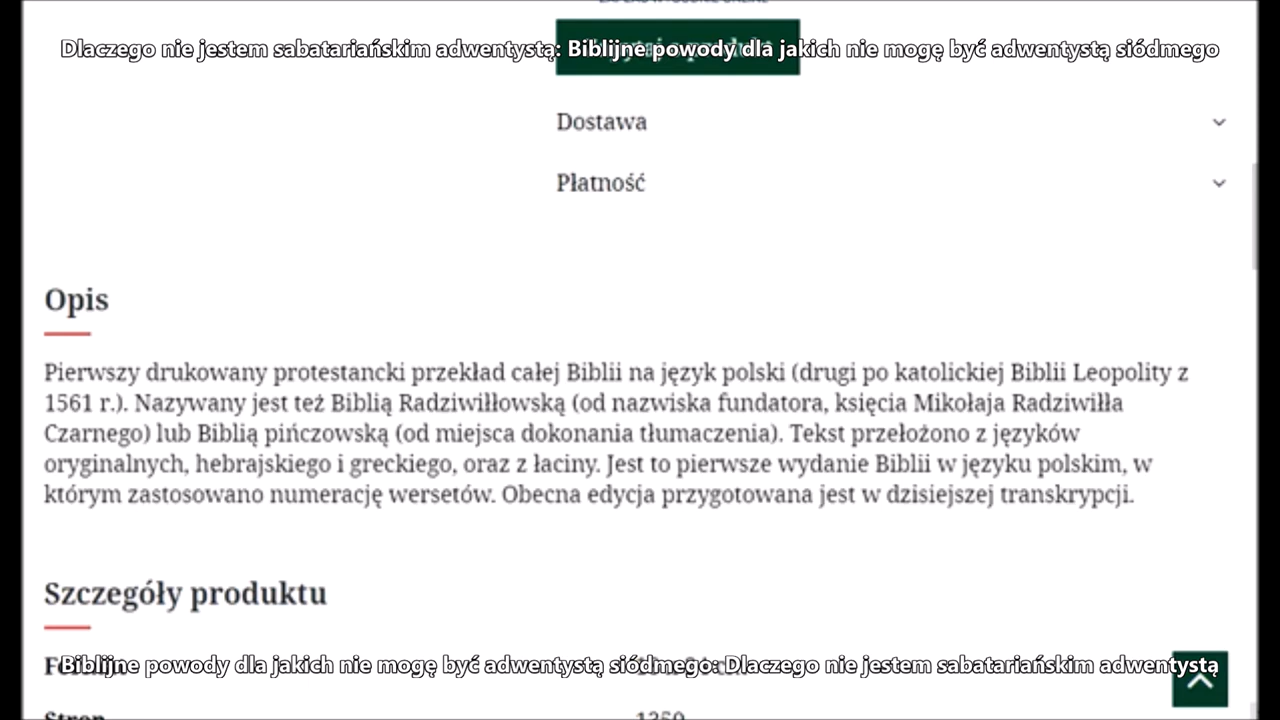 Dlaczego nie jestem sabatariańskim adwentystą: Biblijne powody dla jakich nie mogę być adwentystą siódmego
Dostawa
Płatność
Opis
Pierwszy drukowany protestancki przekład całej Biblii na język polski (drugi po katolickiej Biblii Leopolity z
1561 r.). Nazywany jest też Biblią Radziwiłłowską (od nazwiska fundatora, księcia Mikołaja Radziwiłła
Czarnego) lub Biblią pińczowską (od miejsca dokonania tłumaczenia). Tekst przełożono z języków
oryginalnych, hebrajskiego i greckiego, oraz z łaciny. Jest to pierwsze wydanie Biblii w języku polskim, w
którym zastosowano numerację wersetów. Obecna edycja przygotowana jest w dzisiejszej transkrypcji.
Szczegóły produktu
Biblijne powody dla jakich nie mogę być adwentystą siódmego: Dlaczego nie jestem sabatariańskim adwentystą
Stron 1350